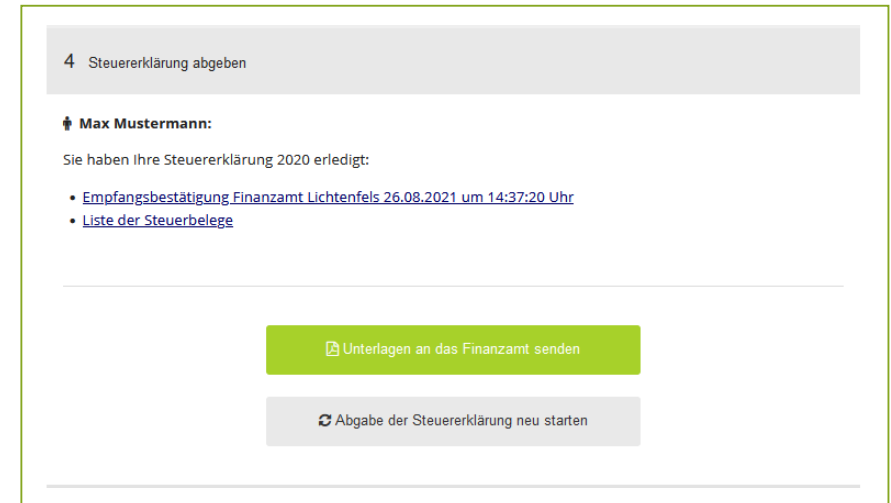 4 Steuererklärung abgeben
Max Mustermann:
Sie haben Ihre Steuererklärung 2020 erledigt:
• Empfangsbestätigung Finanzamt Lichtenfels 26.08.2021 um 14:37:20 Uhr
• Liste der Steuerbelege
Unterlagen an das Finanzamt senden
Abgabe der Steuererklärung neu starten